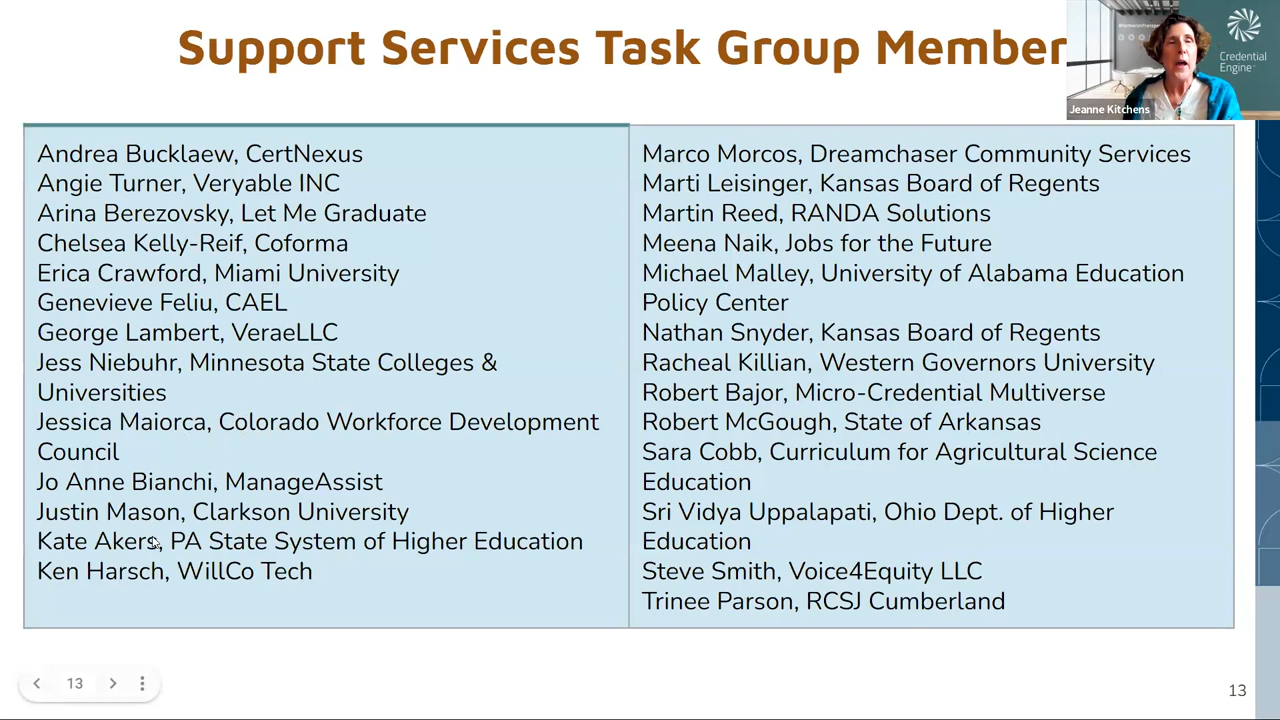 Support Services Task Group Member
Credential
Engine
Jeanne Kitchens
Andrea Bucklaew, CertNexus
Angie Turner, Veryable INC
Arina Berezovsky, Let Me Graduate
Chelsea Kelly-Reif, Coforma
Erica Crawford, Miami University
Genevieve Feliu, CAEL
George Lambert, VeraeLLC
Jess Niebuhr, Minnesota State Colleges &
Universities
Jessica Maiorca, Colorado Workforce Development
Council
Jo Anne Bianchi, ManageAssist
Justin Mason, Clarkson University
Kate Akers, PA State System of Higher Education
Ken Harsch, WillCo Tech
Marco Morcos, Dreamchaser Community Services
Marti Leisinger, Kansas Board of Regents
Martin Reed, RANDA Solutions
Meena Naik, Jobs for the Future
Michael Malley, University of Alabama Education
Policy Center
Nathan Snyder, Kansas Board of Regents
Racheal Killian, Western Governors University
Robert Bajor, Micro-Credential Multiverse
Robert McGough, State of Arkansas
Sara Cobb, Curriculum for Agricultural Science
Education
Sri Vidya Uppalapati, Ohio Dept. of Higher
Education
Steve Smith, Voice4Equity LLC
Trinee Parson, RCSJ Cumberland
13
13